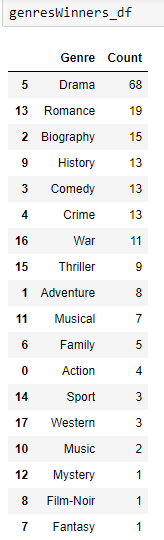 genresWinners_df
Genre Count
5 Drama 68
13 Romance 19
2 Biography 15
9 History 13
3 Comedy 13
4 Crime 13
16 War 11
15 Thriller 9
1 Adventure 8
11 Musical 7
6 Family 5
0 Action 4
14 Sport 3
17 Western 3
10 Music 2
12 Mystery 1
8 Film-Noir 1
7 Fantasy 1